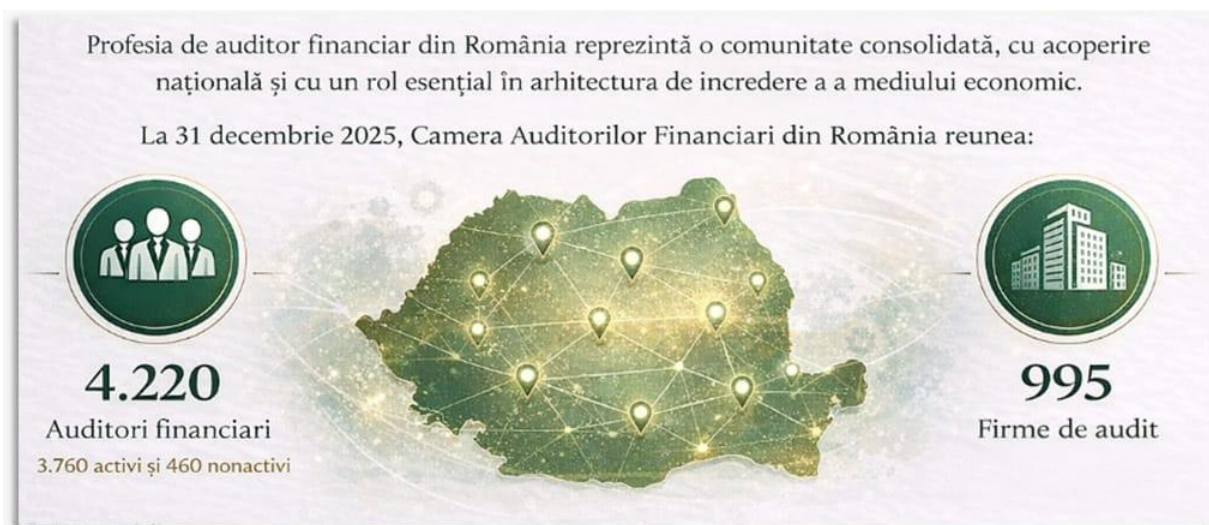 Profesia de auditor financiar din România reprezintă o comunitate consolidată, cu acoperire
națională și cu un rol esențial în arhitectura de incredere a a mediului economic.
La 31 decembrie 2025, Camera Auditorilor Financiari din România reunea:
4.220
Auditori financiari
3.760 activi și 460 nonactivi
995
Firme de audit